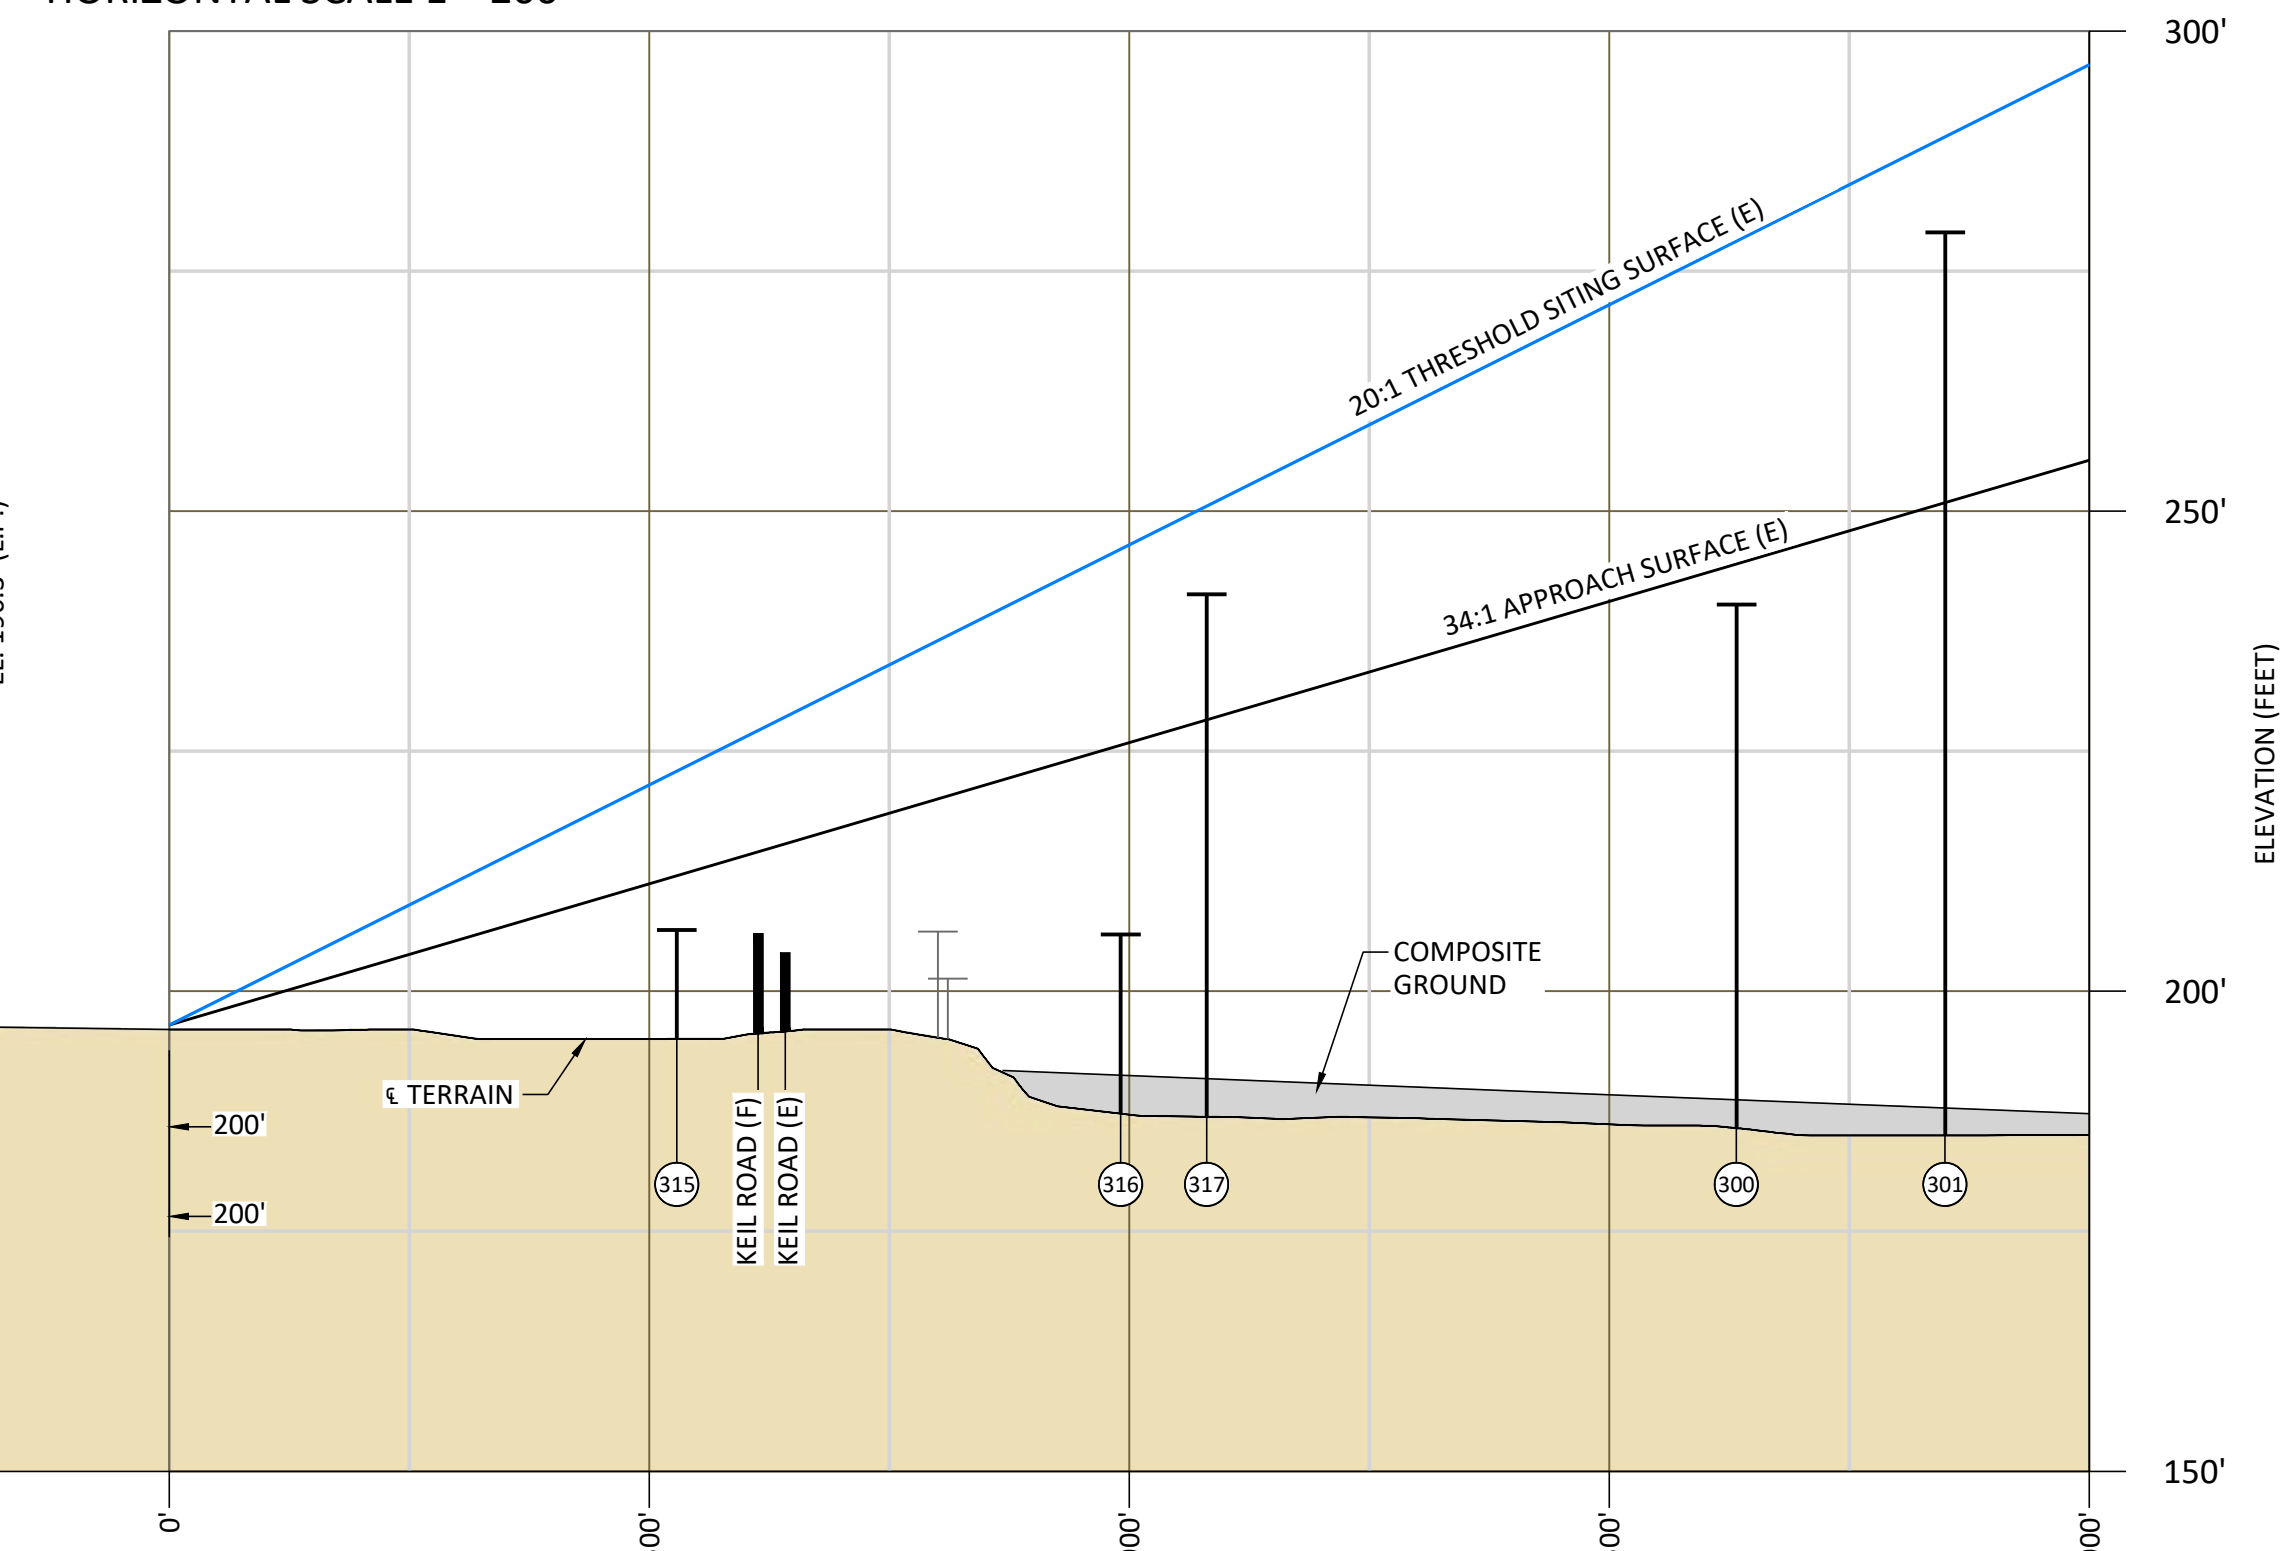 300'
20:1 THRESHOLD SITING SURFACE (E)
250'
34:1 APPROACH SURFACE (E)
ELEVATION (FEET)
COMPOSITE
GROUND
200'
℄ TERRAIN
200'
200'
KEIL ROAD (F)
KEIL ROAD (E)
315
316
317
300
301
150'
0'